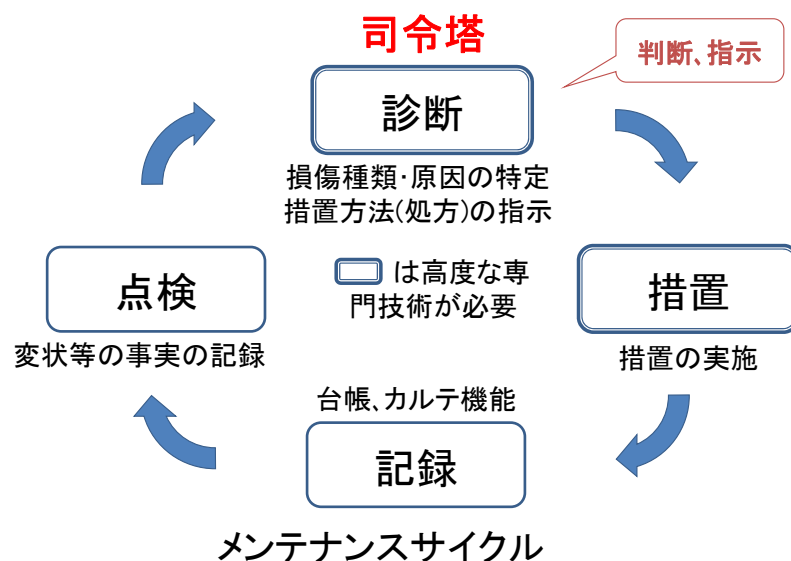 司令塔
判断、指示
診断
損傷種類・原因の特定
措置方法(処方)の指示
点検
変状等の事実の記録
は高度な専
門技術が必要
措置
措置の実施
台帳、カルテ機能
記録
メンテナンスサイクル